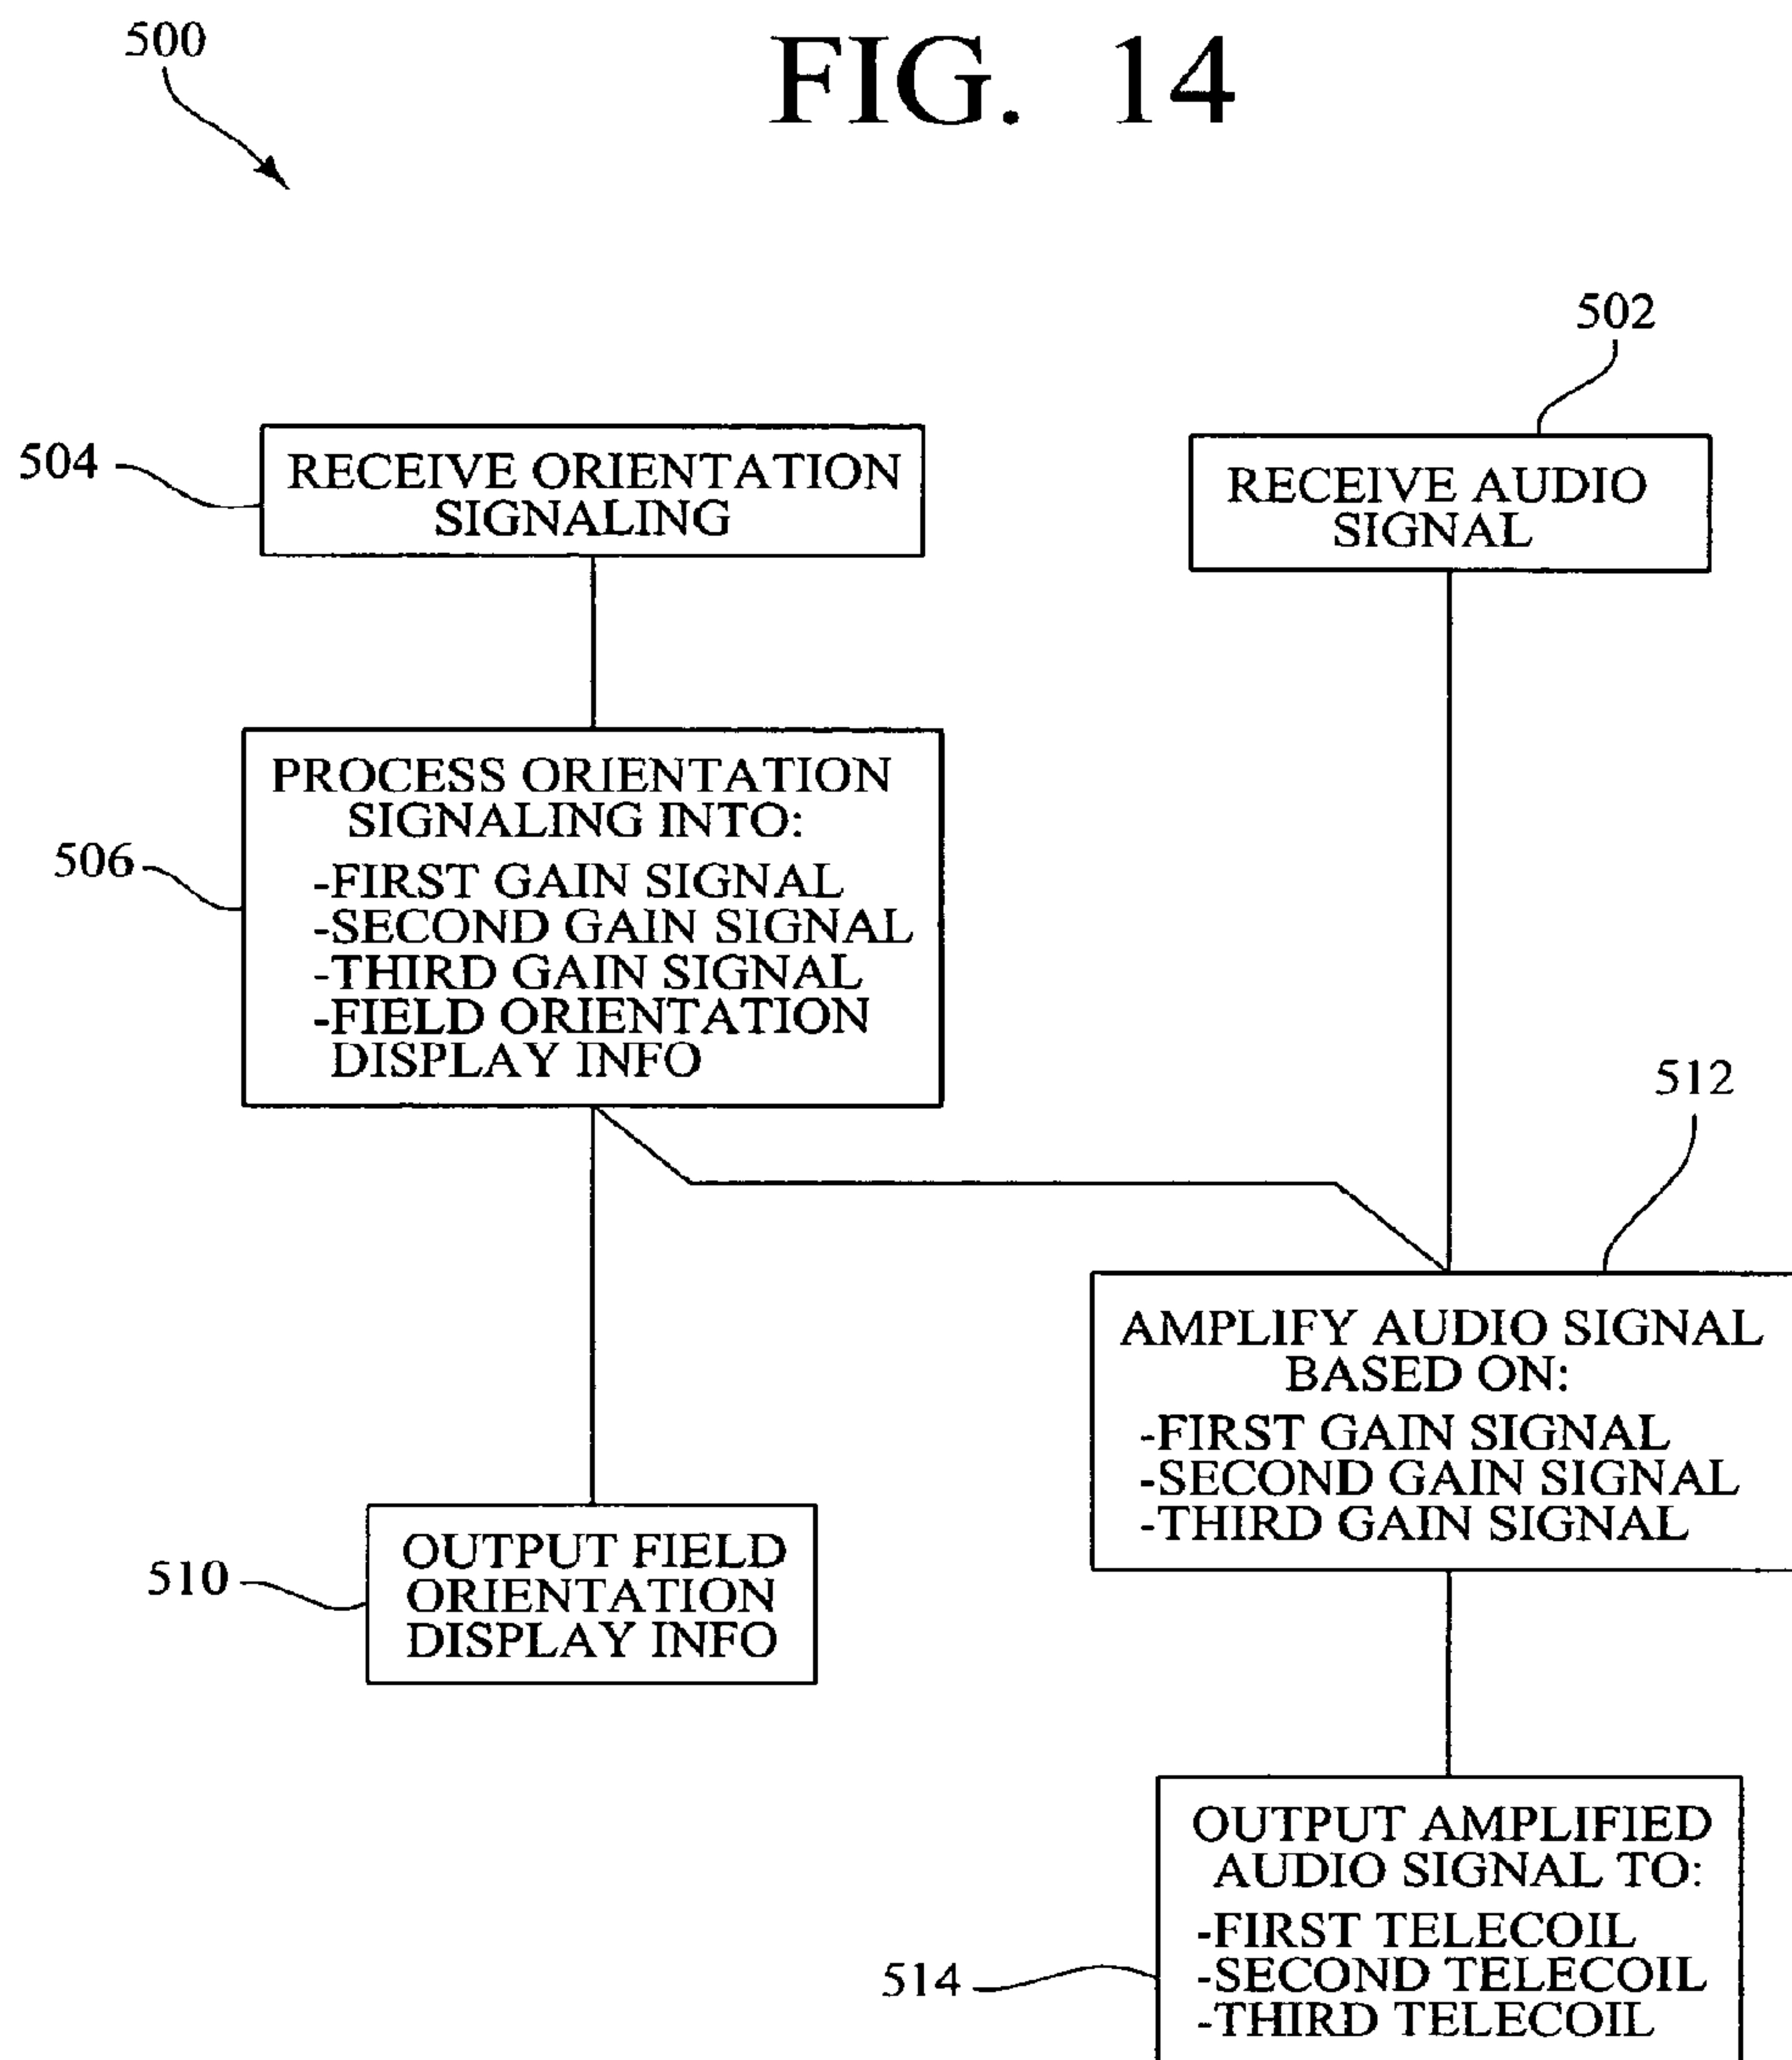 500
FIG. 14
502
504
RECEIVE ORIENTATION
SIGNALING
RECEIVE AUDIO
SIGNAL
506
PROCESS ORIENTATION
SIGNALING INTO:
-FIRST GAIN SIGNAL
-SECOND GAIN SIGNAL
-THIRD GAIN SIGNAL
-FIELD ORIENTATION
DISPLAY INFO
512
AMPLIFY AUDIO SIGNAL
BASED ON:
-FIRST GAIN SIGNAL
-SECOND GAIN SIGNAL
-THIRD GAIN SIGNAL
510
OUTPUT FIELD
ORIENTATION
DISPLAY INFO
514
OUTPUT AMPLIFIED
AUDIO SIGNAL TO:
-FIRST TELECOIL
-SECOND TELECOIL
-THIRD TELECOIL